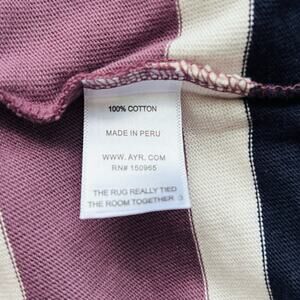 100% COTTON
MADE IN PERU
WWW.AYR.COM
RN# 150965
THE RUG REALLY TIED
THE ROOM TOGETHER :)